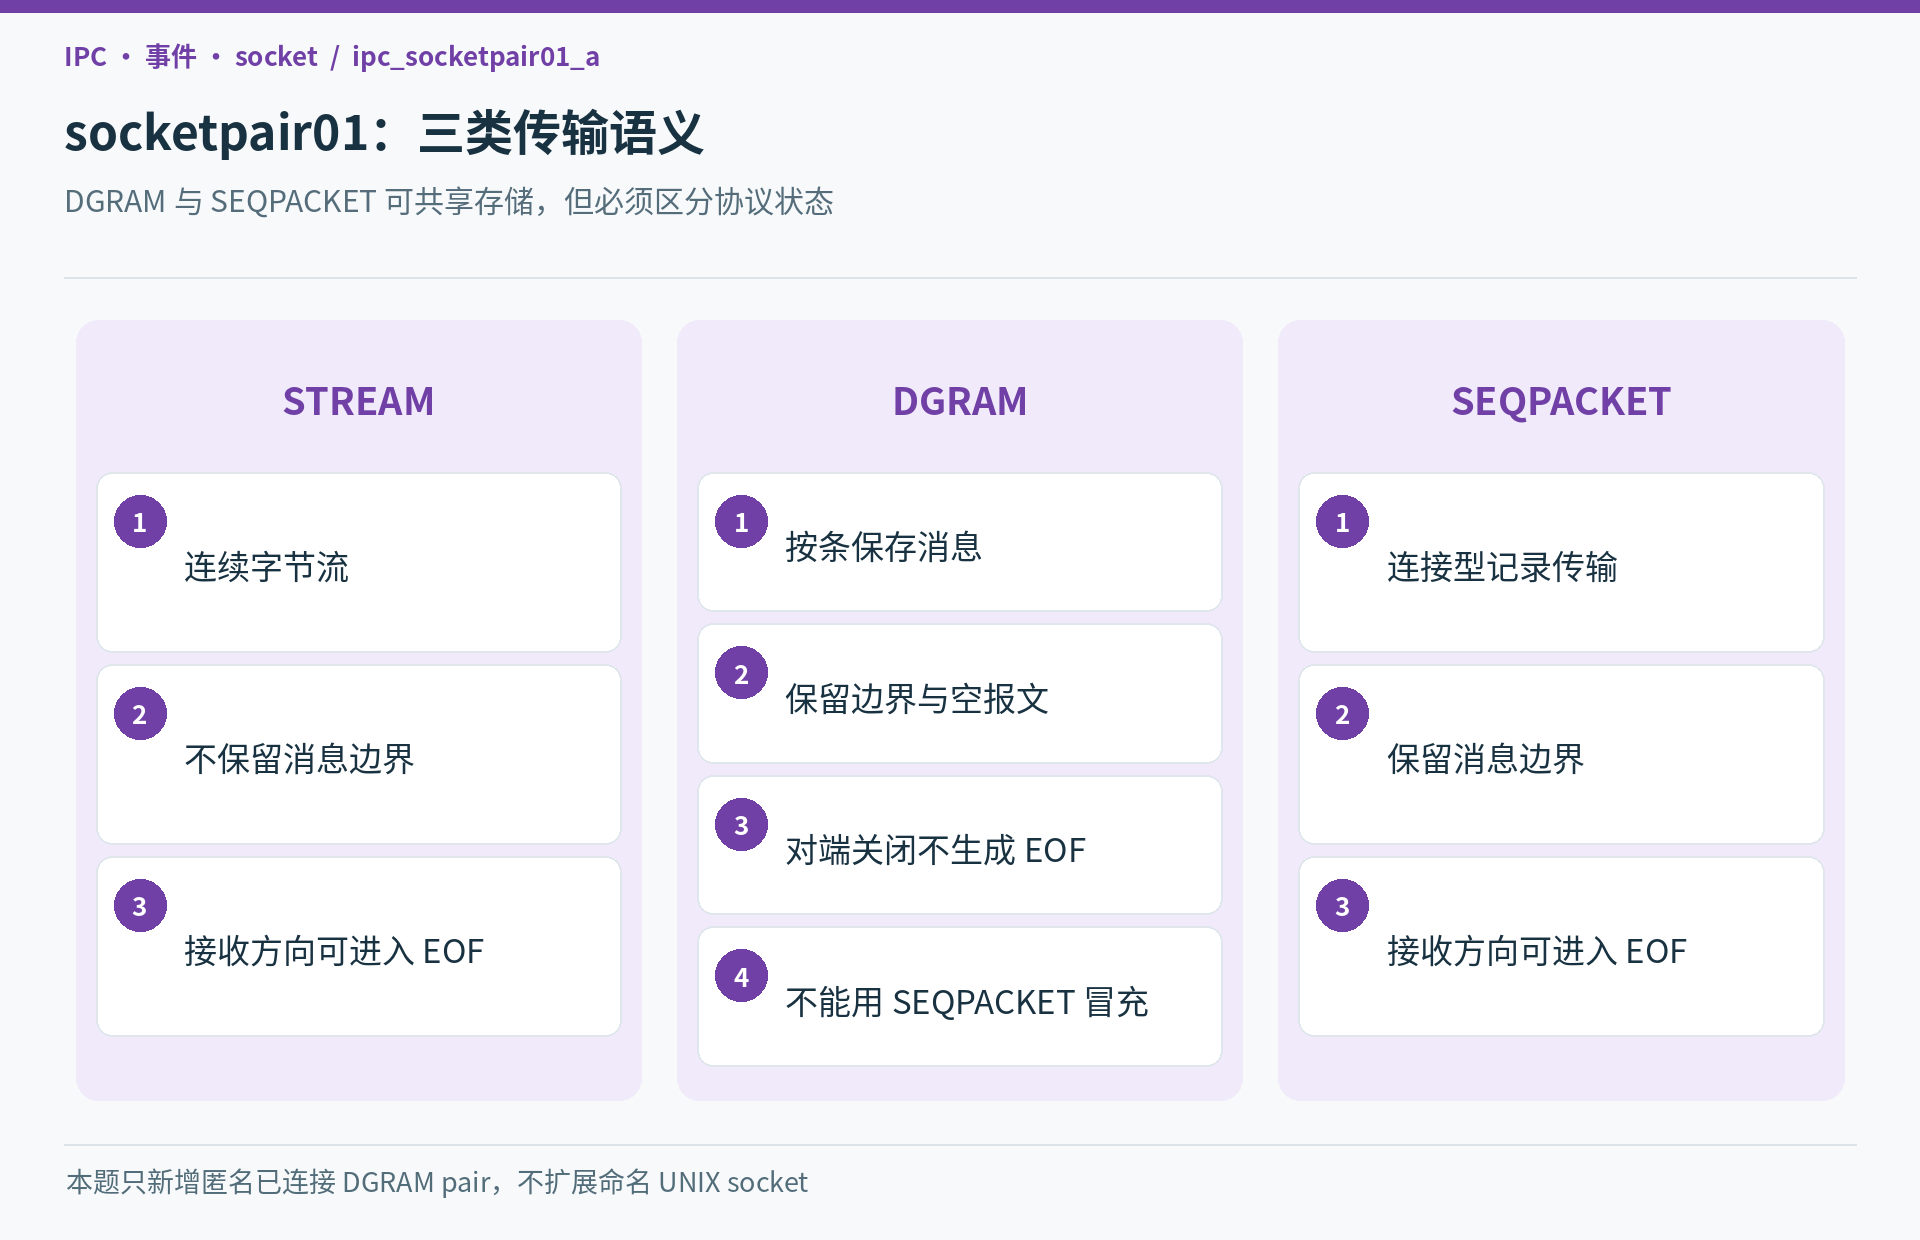 IPC · 事件 · socket / ipc_socketpair01_a
socketpair01：三类传输语义
DGRAM 与 SEQPACKET 可共享存储，但必须区分协议状态
STREAM
1
连续字节流
2
不保留消息边界
3
接收方向可进入 EOF
DGRAM
1
按条保存消息
2
保留边界与空报文
3
对端关闭不生成 EOF
4
不能用 SEQPACKET 冒充
SEQPACKET
1
连接型记录传输
2
保留消息边界
3
接收方向可进入 EOF
本题只新增匿名已连接 DGRAM pair，不扩展命名 UNIX socket